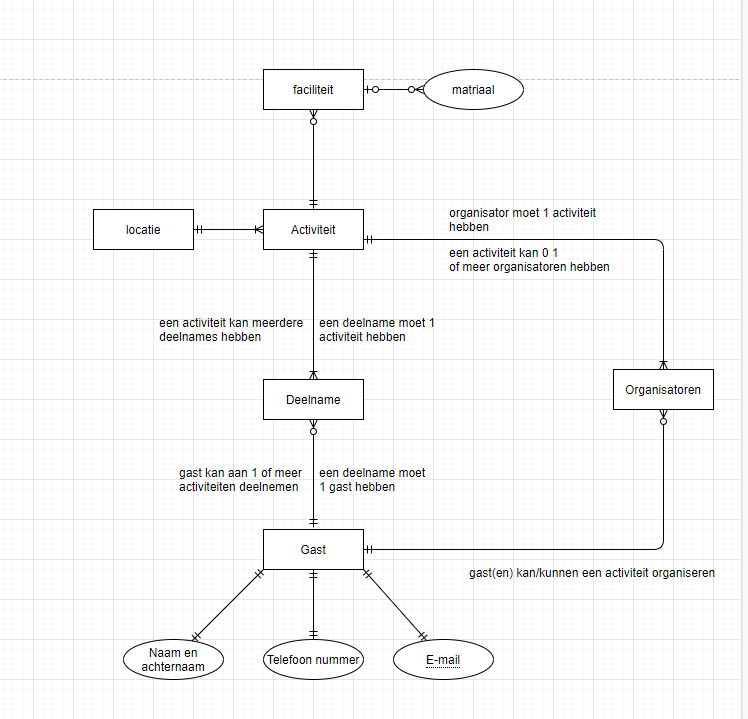 faciliteit
matriaal
organisator moet 1 activiteit
hebben
locatie
Activiteit
een activiteit kan 0 1
of meer organisatoren hebben
een activiteit kan meerdere
deelnames hebben
een deelname moet 1
activiteit hebben
Deelname
Organisatoren
gast kan aan 1 of meer
activiteiten deelnemen
een deelname moet
1 gast hebben
Gast
gast(en) kan/kunnen een activiteit organiseren
Naam en
achternaam
Telefoon nummer
E-mail